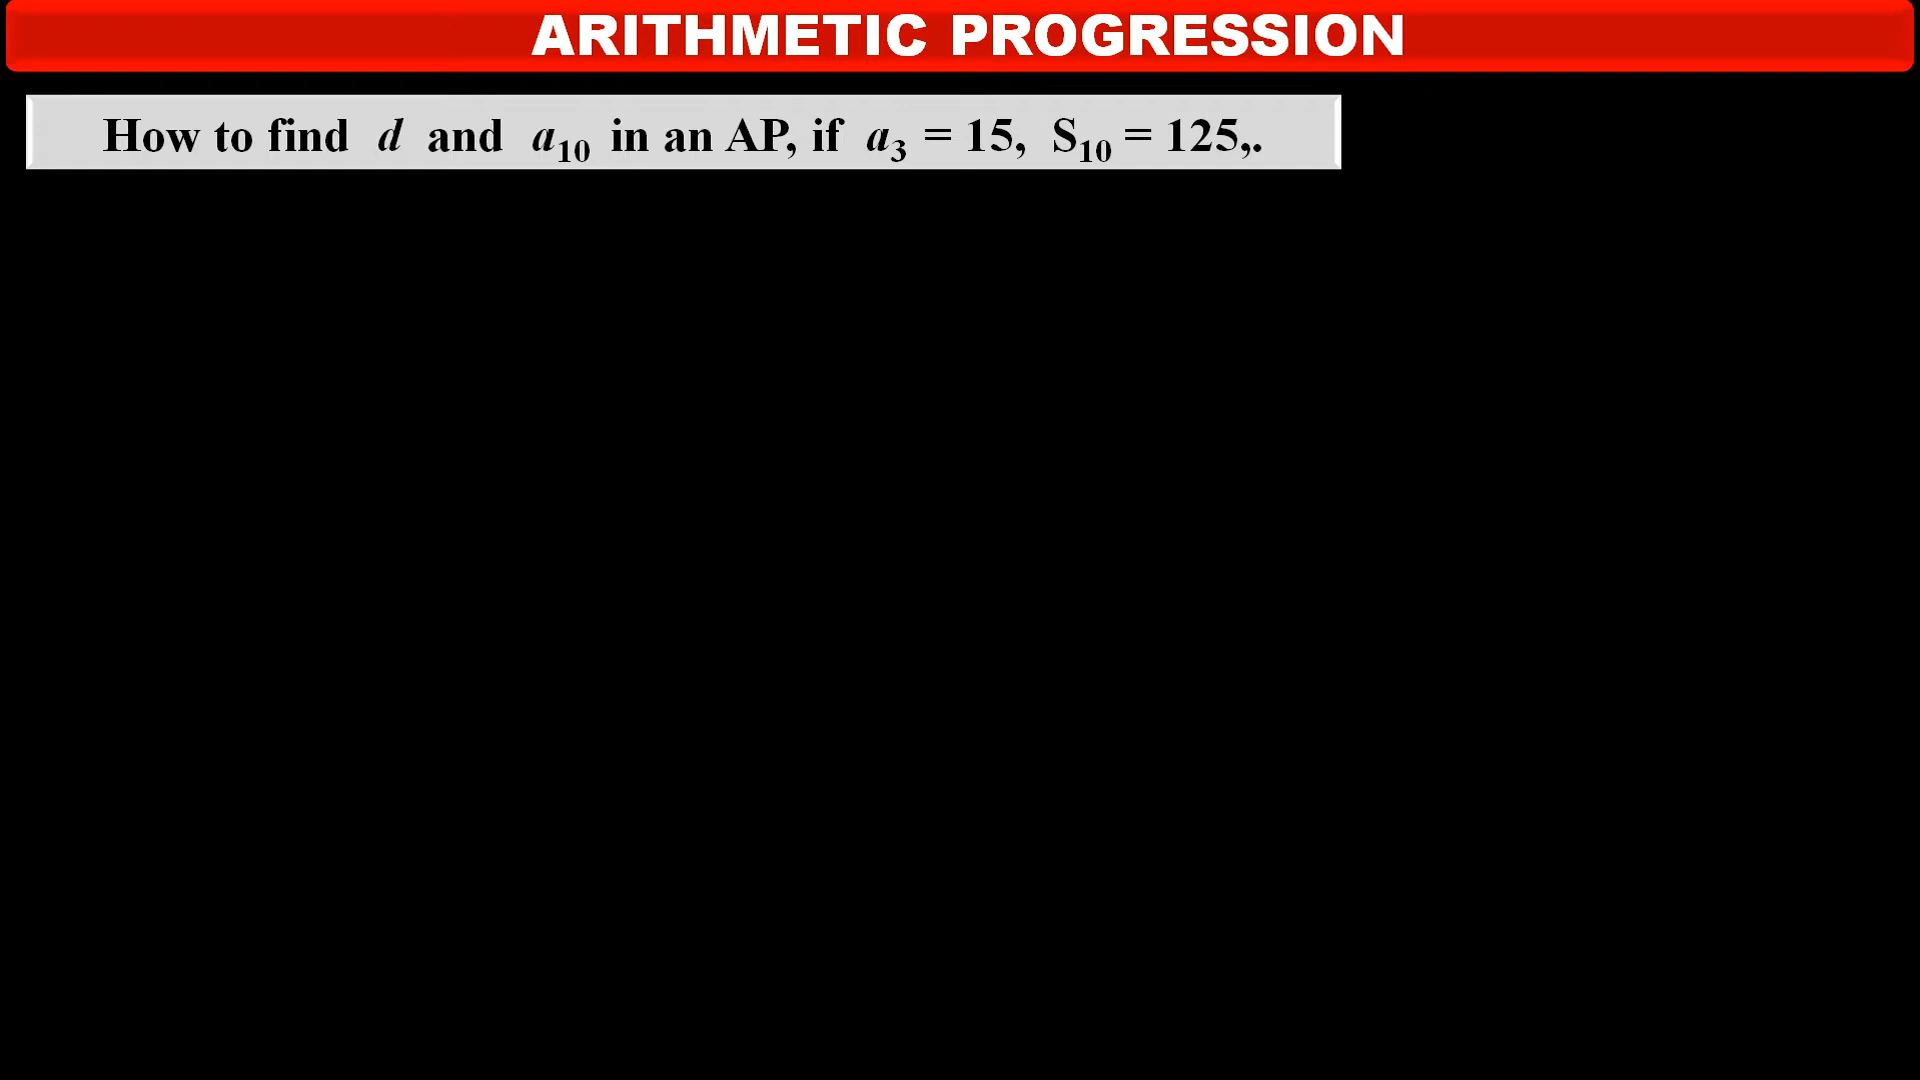 ARITHMETIC PROGRESSION
How to find d and a₁₀ in an AP, if a₃ = 15, S₁₀ = 125,.